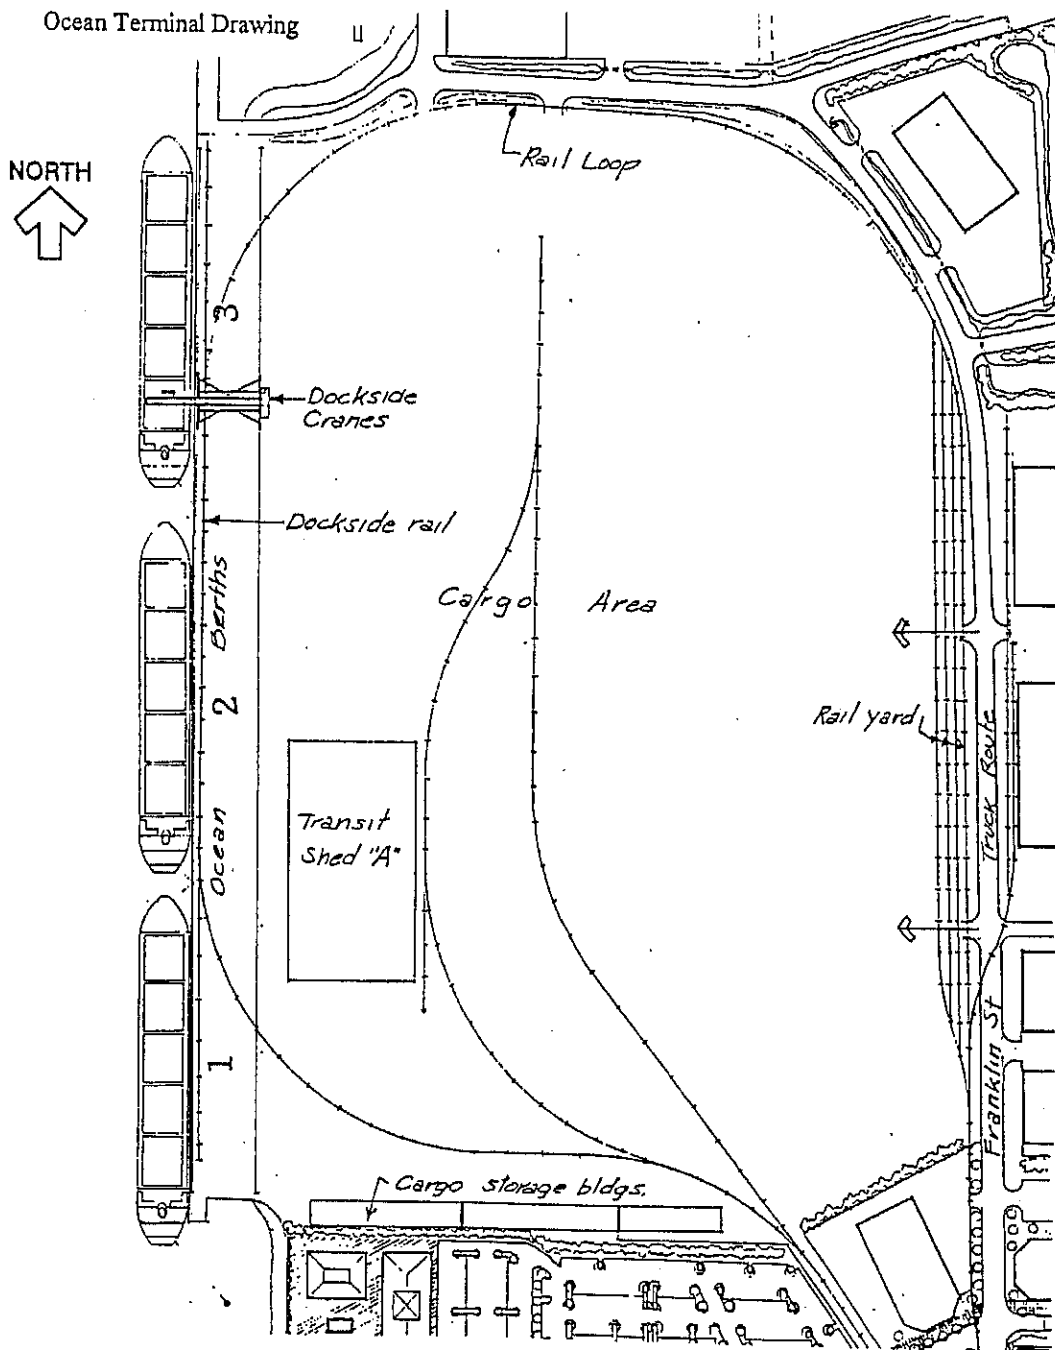 Ocean Terminal Drawing
NORTH
Rail Loop
3
Dockside
Cranes
Dockside rail
Berths
Cargo Area
2
Rail yard
Truck Route
Transit
Shed "A"
Ocean
1
Franklin St
Cargo storage bldgs.